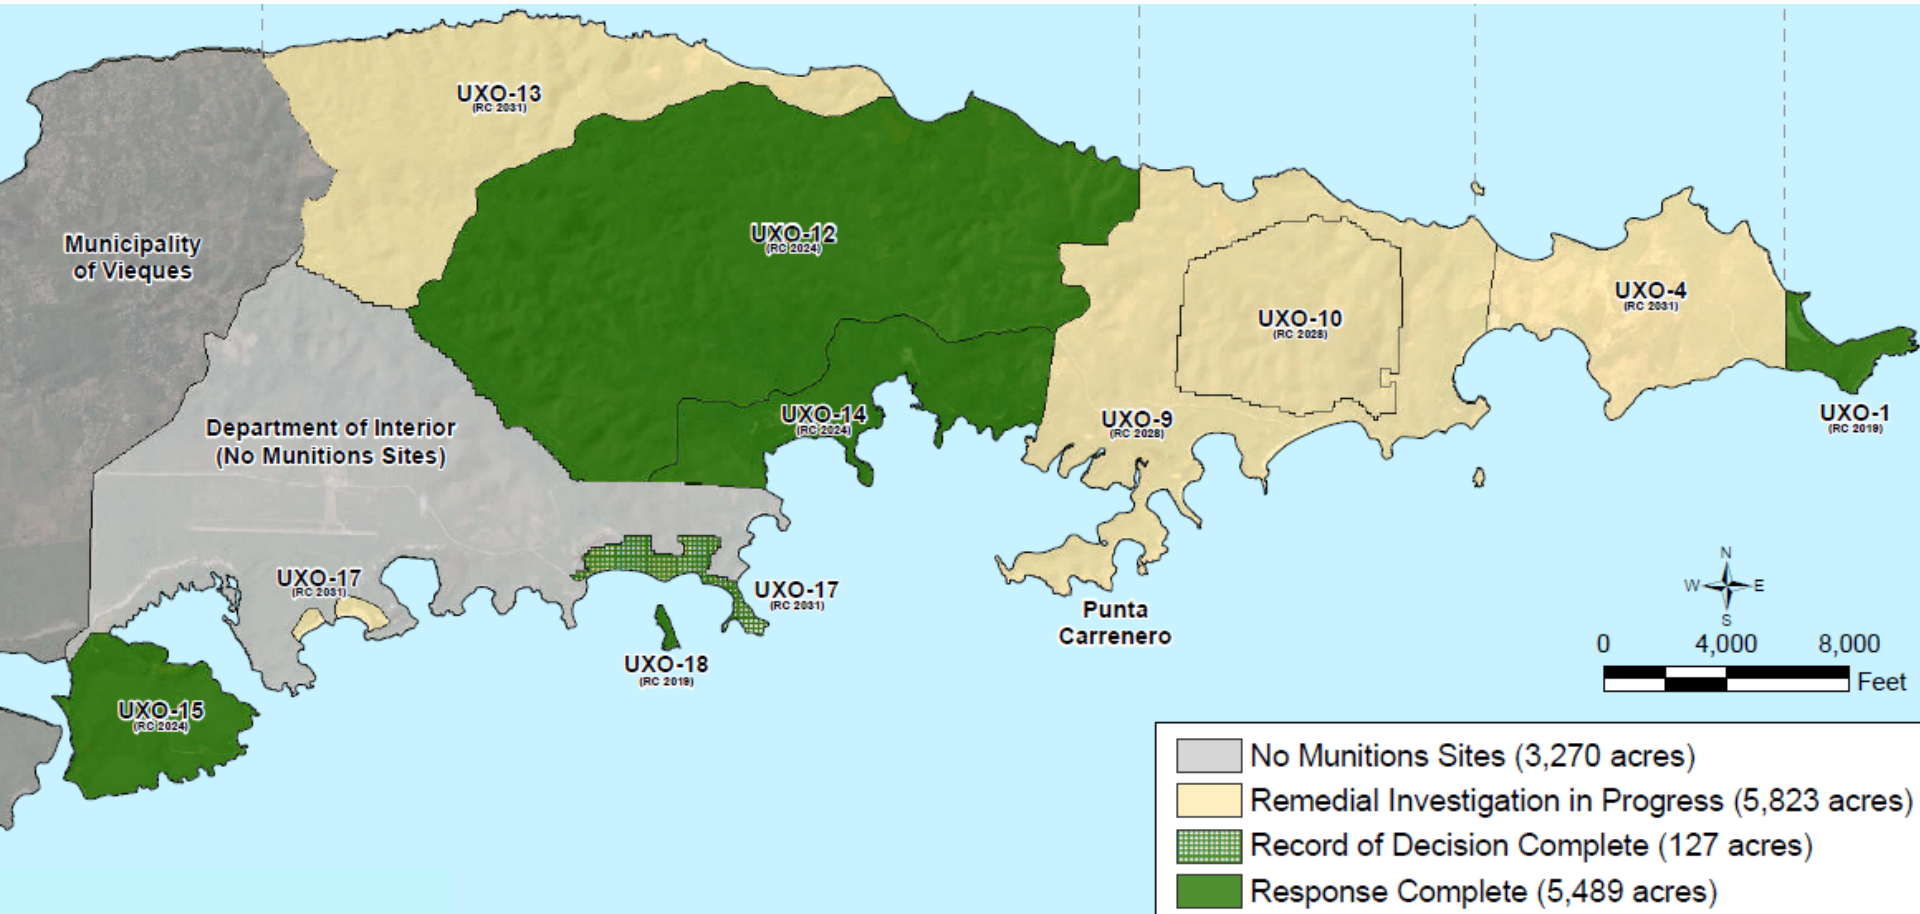 UXO-13
(RC 2031)
Municipality
of Vieques
UXO-12
(RC 2024)
UXO-10
(RC 2028)
UXO-4
(RC 2031)
UXO-1
(RC 2019)
UXO-14
(RC 2024)
UXO-9
(RC 2028)
Department of Interior
(No Munitions Sites)
UXO-17
(RC 2031)
UXO-17
(RC 2031)
UXO-18
(RC 2019)
Punta
Carrenero
UXO-15
(RC 2024)
N
W E
S
0 4,000 8,000
Feet
No Munitions Sites (3,270 acres)
Remedial Investigation in Progress (5,823 acres)
Record of Decision Complete (127 acres)
Response Complete (5,489 acres)